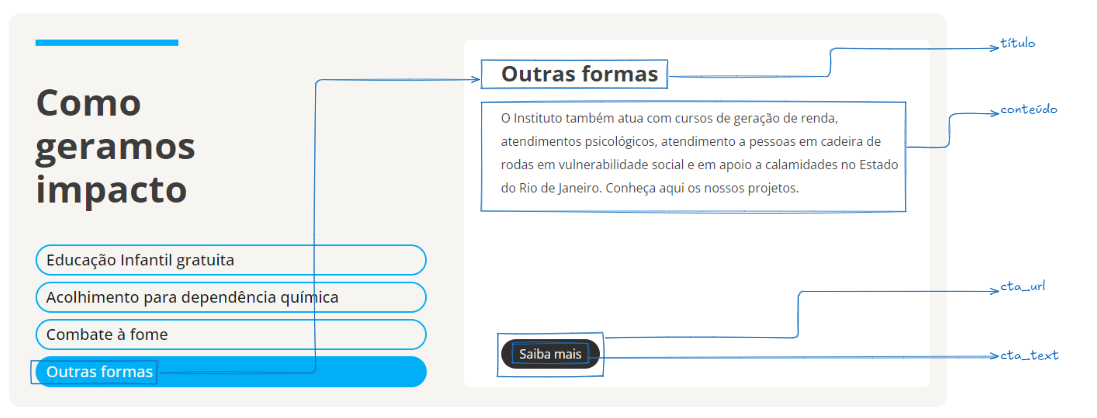 Como
geramos
impacto
Educação Infantil gratuita
Acolhimento para dependência química
Combate à fome
Outras formas
Outras formas
O Instituto também atua com cursos de geração de renda,
atendimentos psicológicos, atendimento a pessoas em cadeira de
rodas em vulnerabilidade social e em apoio a calamidades no Estado
do Rio de Janeiro. Conheça aqui os nossos projetos.
Saiba mais
título
conteúdo
cta_url
cta_text